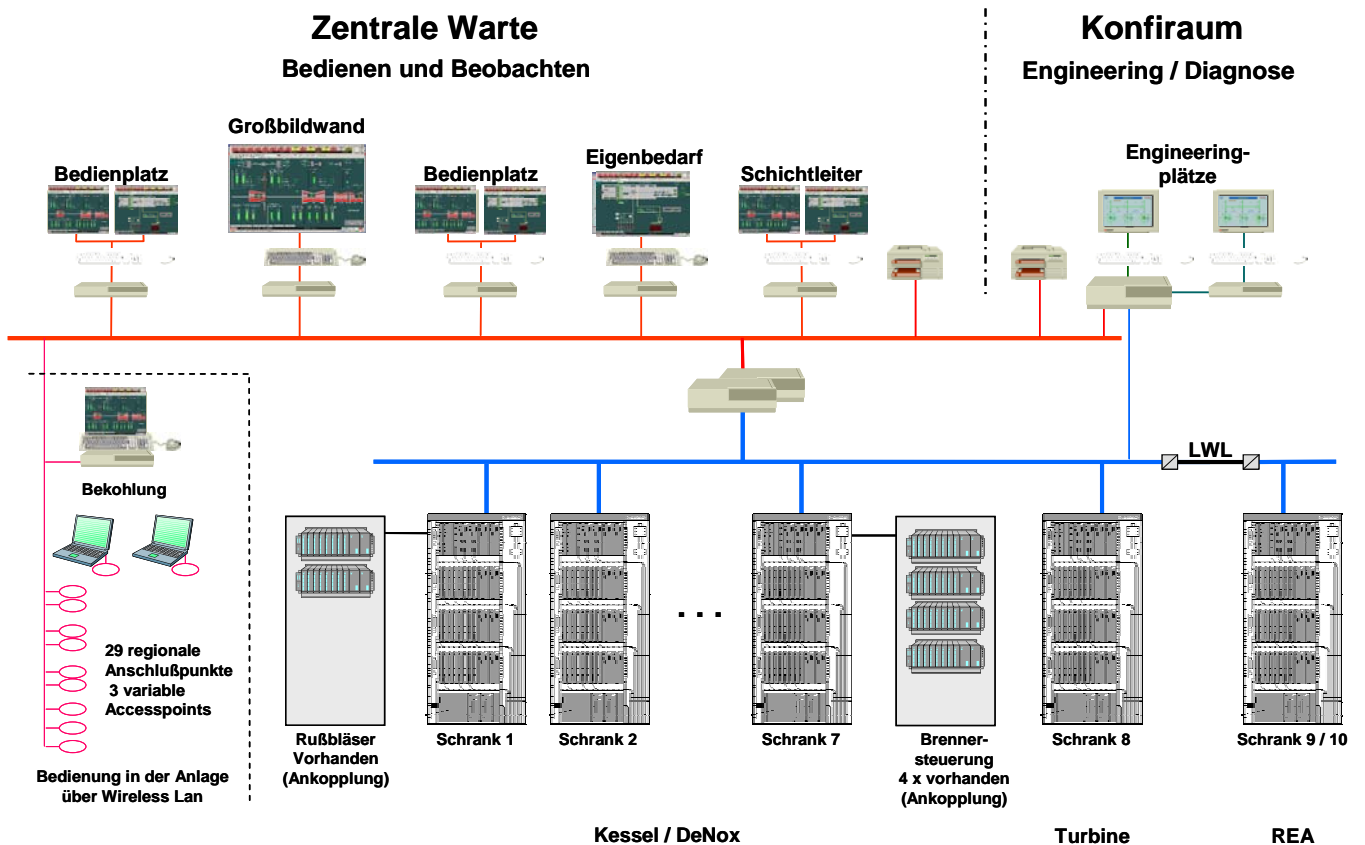 Zentrale Warte
Bedienen und Beobachten
Konfiraum
Engineering / Diagnose
Großbildwand
Bedienplatz
Bedienplatz
Eigenbedarf
Schichtleiter
Engineering-
plätze
LWL
Bekohlung
29 regionale
Anschlußpunkte
3 variable
Accesspoints
Bedienung in der Anlage
über Wireless Lan
Rußbläser
Vorhanden
(Ankopplung)
Schrank 1
Schrank 2
. . .
Schrank 7
Brenner-
steuerung
4 x vorhanden
(Ankopplung)
Schrank 8
Schrank 9 / 10
Kessel / DeNox
Turbine
REA